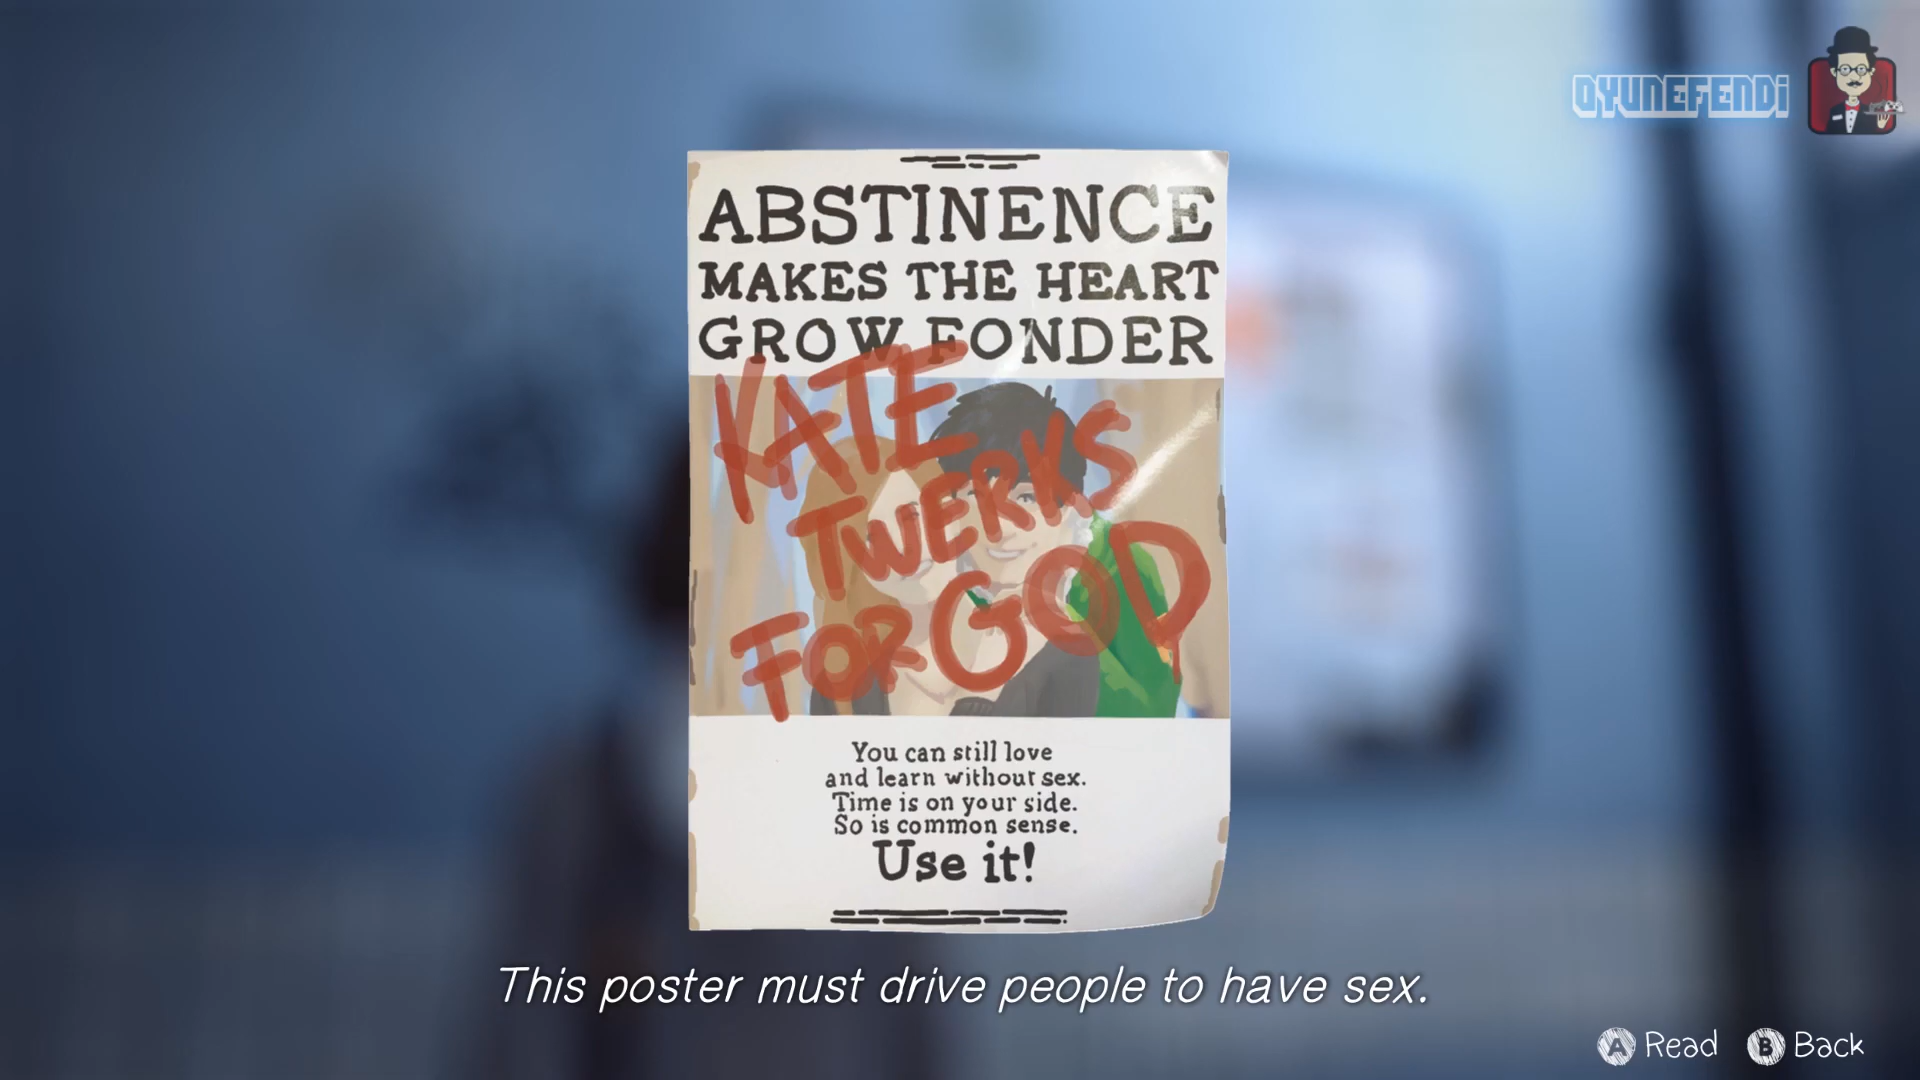 OYUNEFENDi
ABSTINENCE
MAKES THE HEART
GROW FONDER
KATE
TWERKS
FOR GOD
You can still love
and learn without sex.
Time is on your side.
So is common sense.
Use it!
This poster must drive people to have sex.
A Read B Back